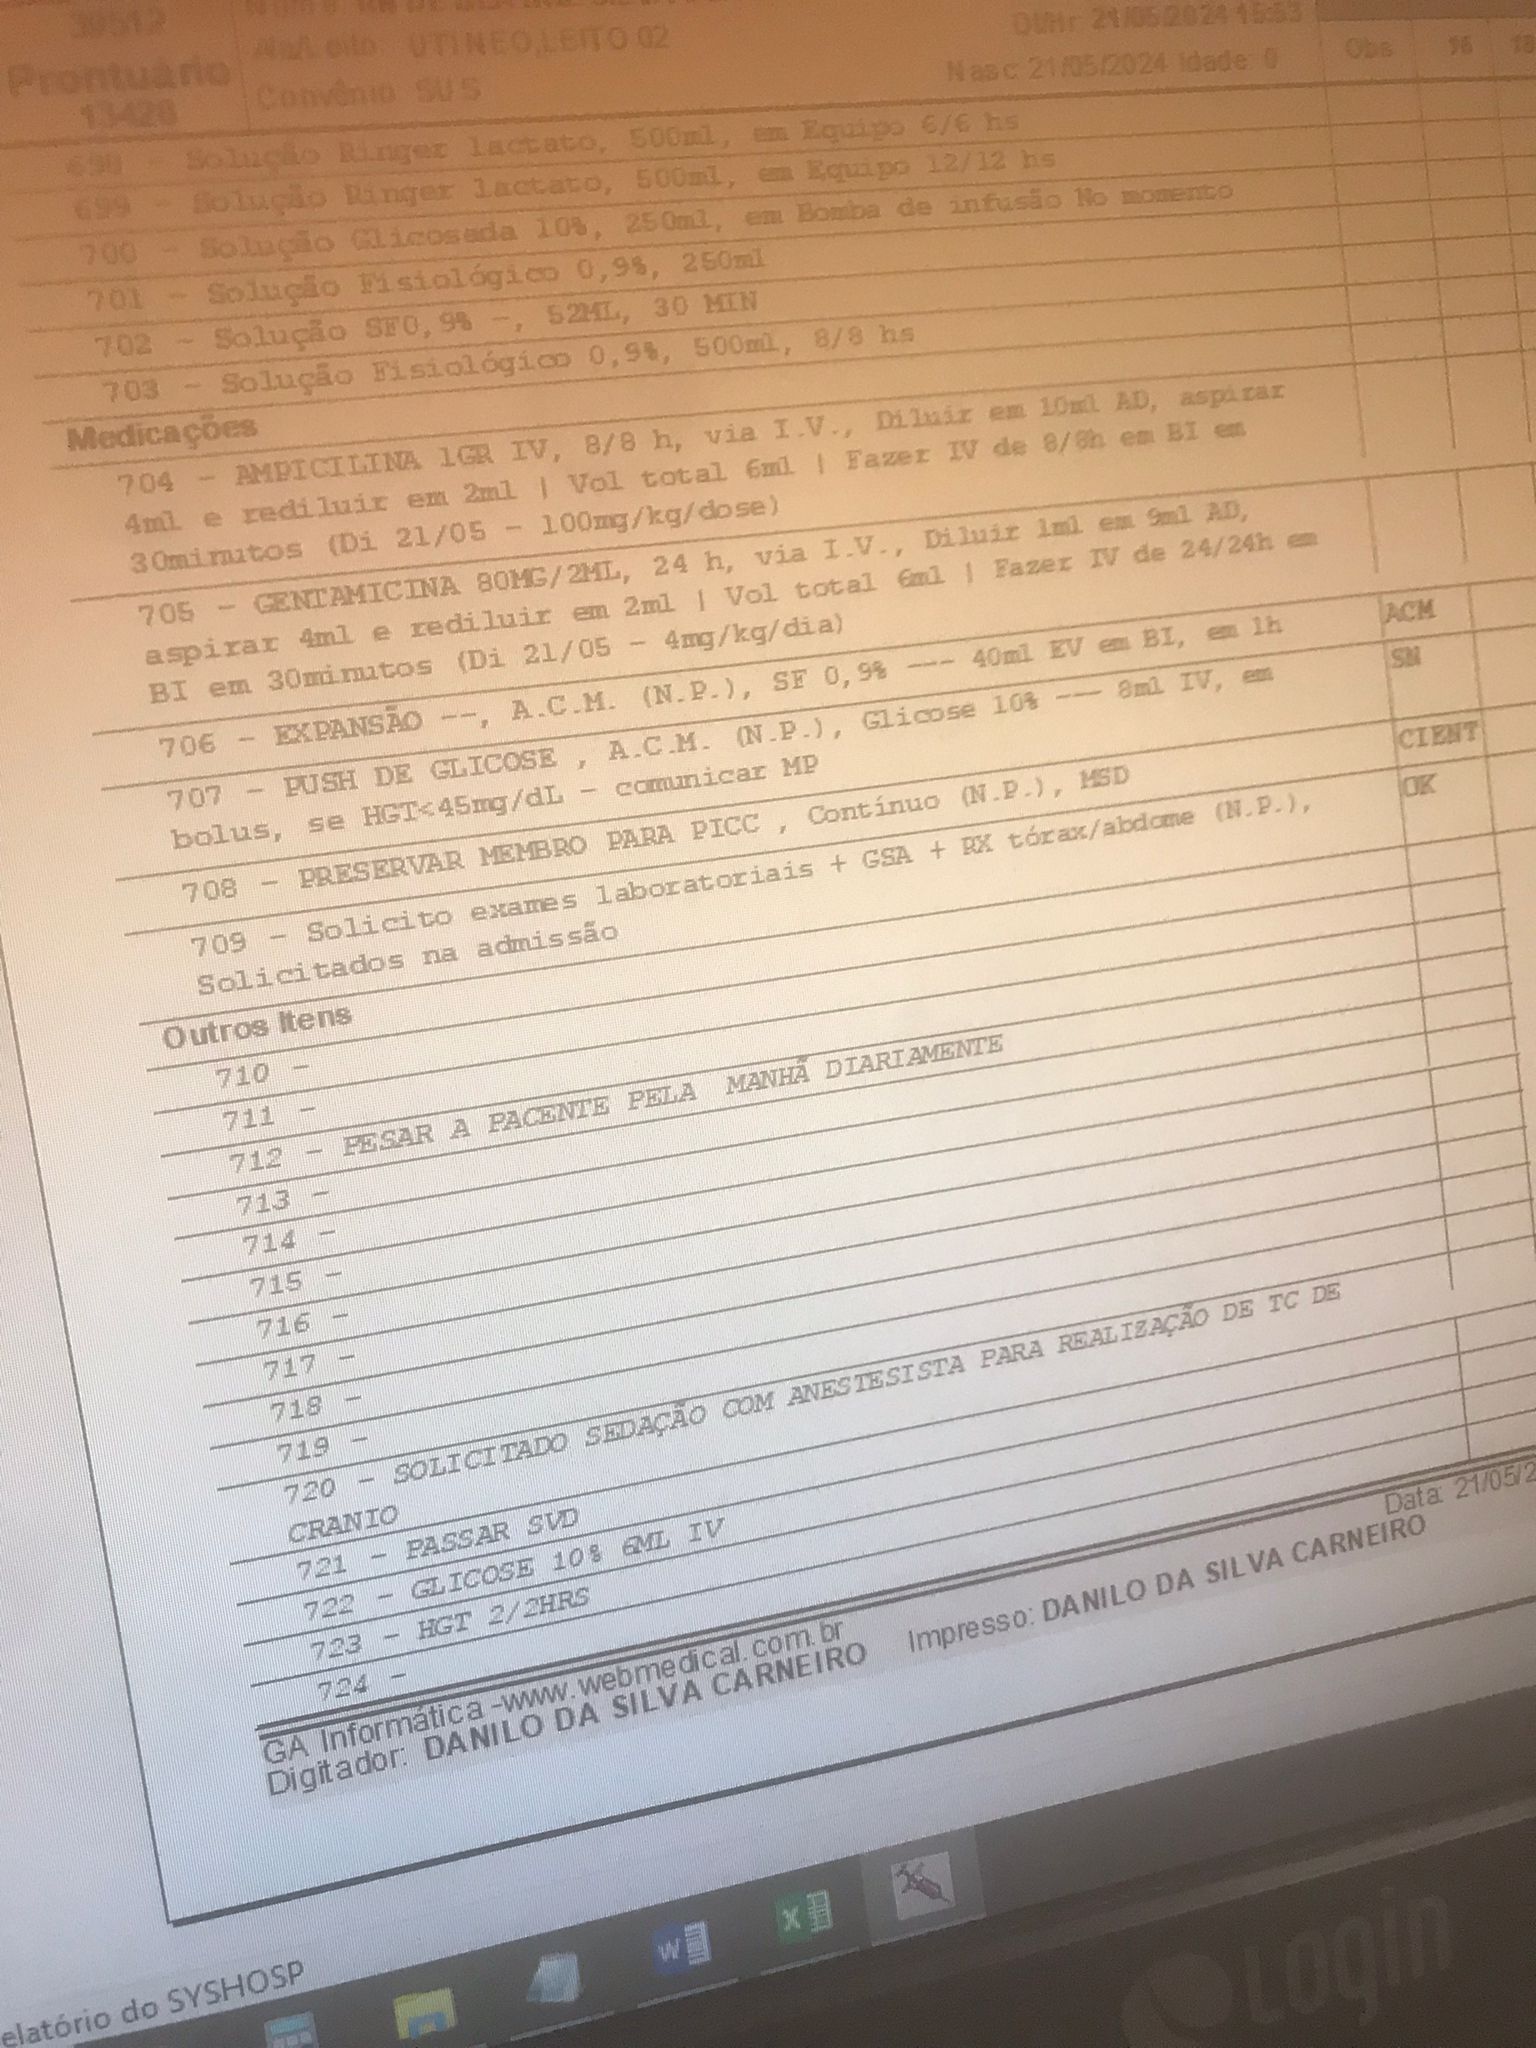 39512
Prontuário
13428
UTI NEO,LEITO 02
Convênio SUS
Dt/Hr 21/05/2024 15:53
Nasc 21/05/2024 Idade 0
Obs 16 18
698 - Solução Ringer lactato, 500ml, em Equipo 6/6 hs
699 - Solução Ringer lactato, 500ml, em Equipo 12/12 hs
700 - Solução Glicosada 10%, 250ml, em Bomba de infusão No momento
701 - Solução Fisiológico 0,9%, 250ml
702 - Solução SF0,9% -, 52ML, 30 MIN
703 - Solução Fisiológico 0,9%, 500ml, 8/8 hs
Medicações
704 - AMPICILINA 1GR IV, 8/8 h, via I.V., Diluir em 10ml AD, aspirar
4ml e rediluir em 2ml | Vol total 6ml | Fazer IV de 8/8h em BI em
30minutos (Di 21/05 - 100mg/kg/dose)
705 - GENTAMICINA 80MG/2ML, 24 h, via I.V., Diluir 1ml em 9ml AD,
aspirar 4ml e rediluir em 2ml | Vol total 6ml | Fazer IV de 24/24h em
BI em 30minutos (Di 21/05 - 4mg/kg/dia)
706 - EXPANSÃO --, A.C.M. (N.P.), SF 0,9% --- 40ml EV em BI, em 1h ACM
707 - PUSH DE GLICOSE , A.C.M. (N.P.), Glicose 10% --- 8ml IV, em SN
bolus, se HGT<45mg/dL - comunicar MP
708 - PRESERVAR MEMBRO PARA PICC , Contínuo (N.P.), MSD CIENT
709 - Solicito exames laboratoriais + GSA + RX tórax/abdome (N.P.), OK
Solicitados na admissão
Outros Itens
710 -
711 -
712 - PESAR A PACENTE PELA MANHÃ DIARIAMENTE
713 -
714 -
715 -
716 -
717 -
718 -
719 -
720 - SOLICITADO SEDAÇÃO COM ANESTESISTA PARA REALIZAÇÃO DE TC DE
CRANIO
721 - PASSAR SVD
722 - GLICOSE 10% 6ML IV
723 - HGT 2/2HRS
724 -
GA Informática -www.webmedical.com.br
Data: 21/05/2
Digitador: DANILO DA SILVA CARNEIRO Impresso: DANILO DA SILVA CARNEIRO
elatório do SYSHOSP
Login